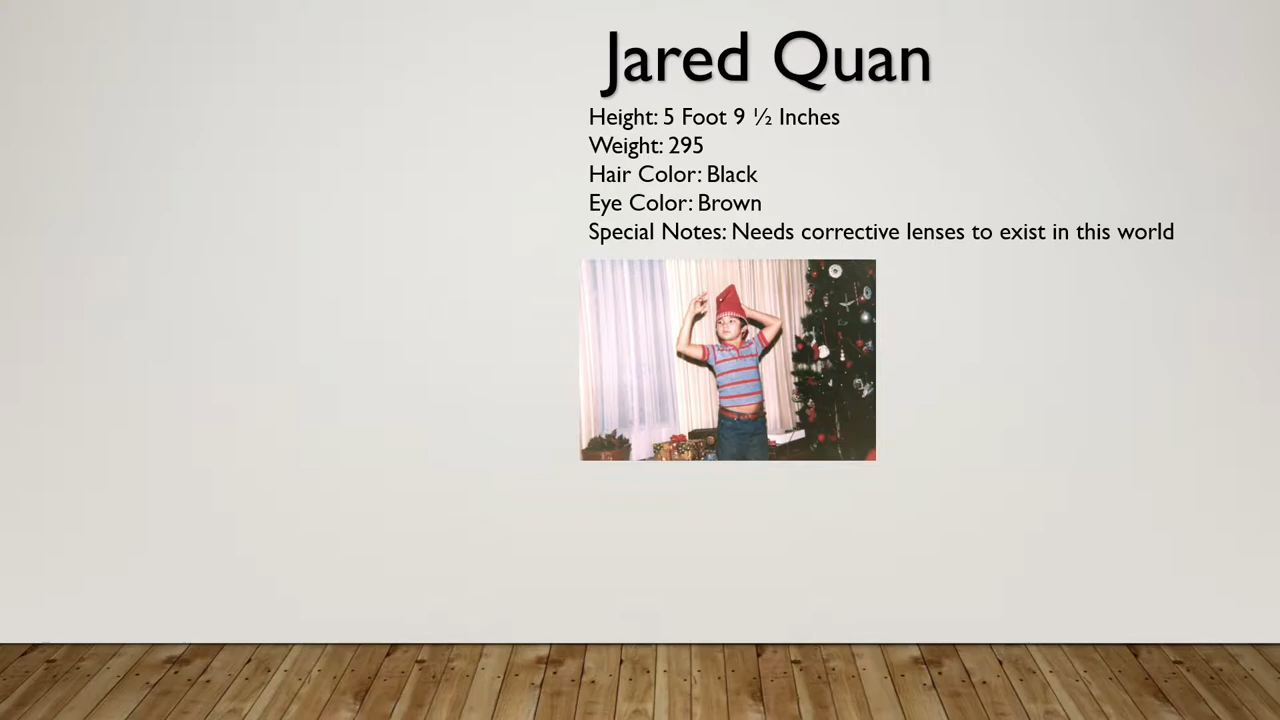 Jared Quan
Height: 5 Foot 9 ½ Inches
Weight: 295
Hair Color: Black
Eye Color: Brown
Special Notes: Needs corrective lenses to exist in this world